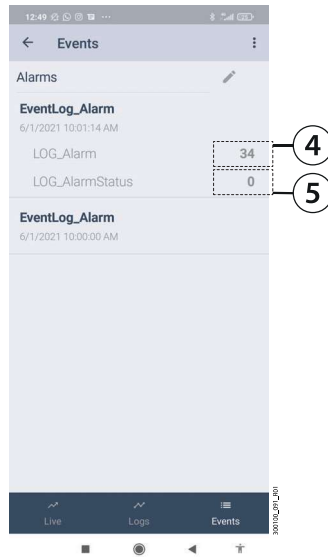 12:49
Events
Alarms
EventLog_Alarm
6/1/2021 10:01:14 AM
LOG_Alarm 34
4
LOG_AlarmStatus 0
5
EventLog_Alarm
6/1/2021 10:00:00 AM
Live Logs Events
300100_091_R01